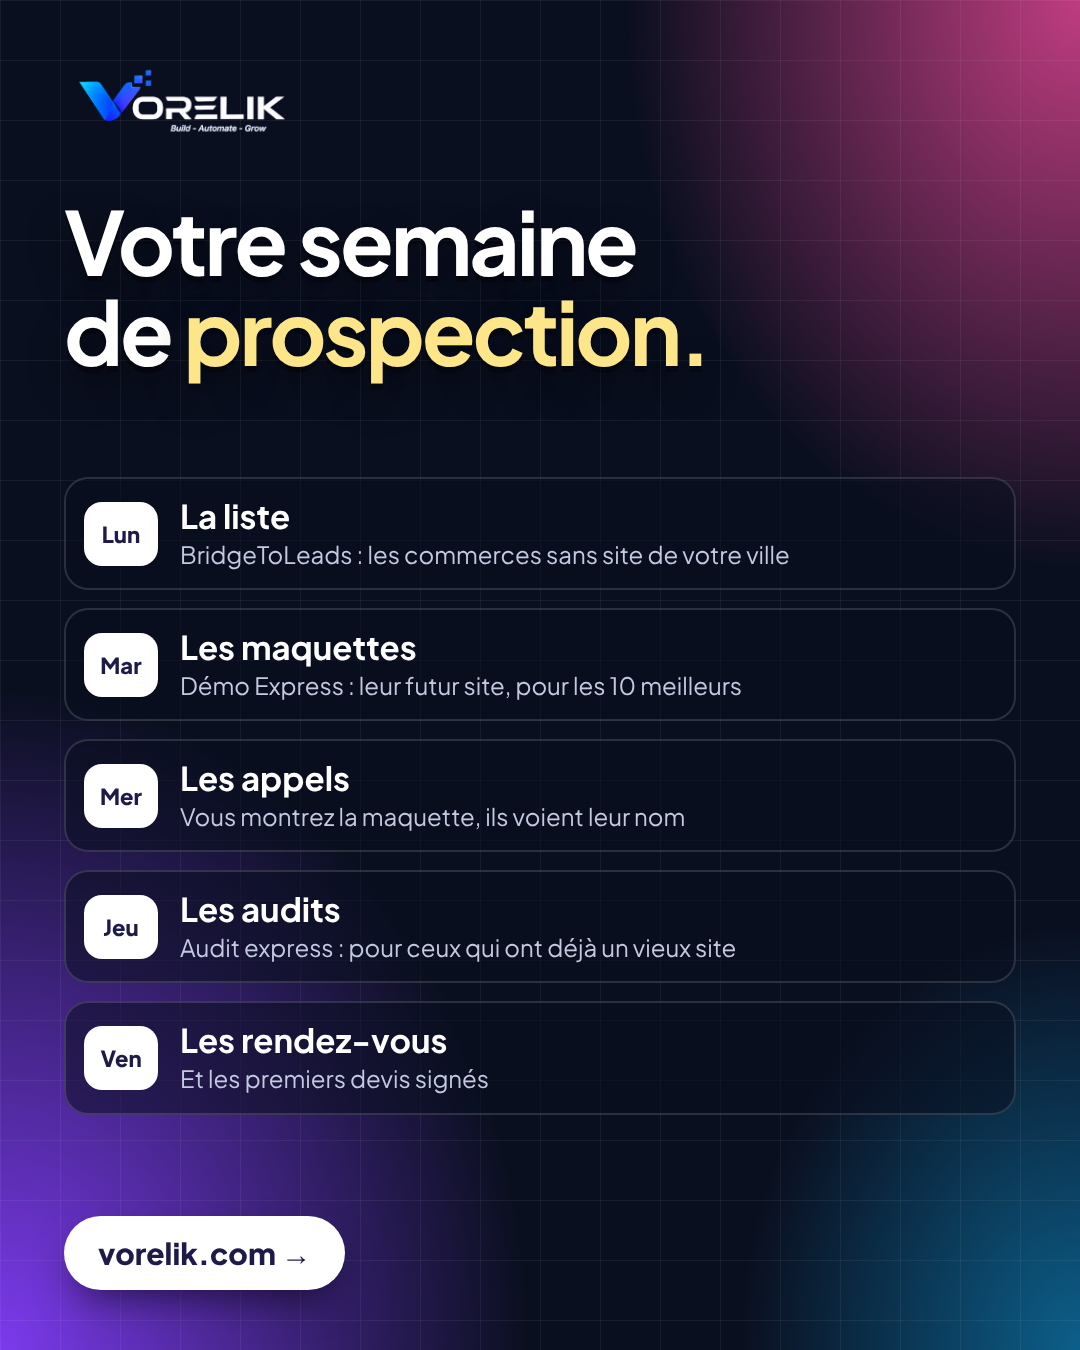 VORELIK
Build - Automate - Grow
Votre semaine
de prospection.
Lun
La liste
BridgeToLeads : les commerces sans site de votre ville
Mar
Les maquettes
Démo Express : leur futur site, pour les 10 meilleurs
Mer
Les appels
Vous montrez la maquette, ils voient leur nom
Jeu
Les audits
Audit express : pour ceux qui ont déjà un vieux site
Ven
Les rendez-vous
Et les premiers devis signés
vorelik.com →